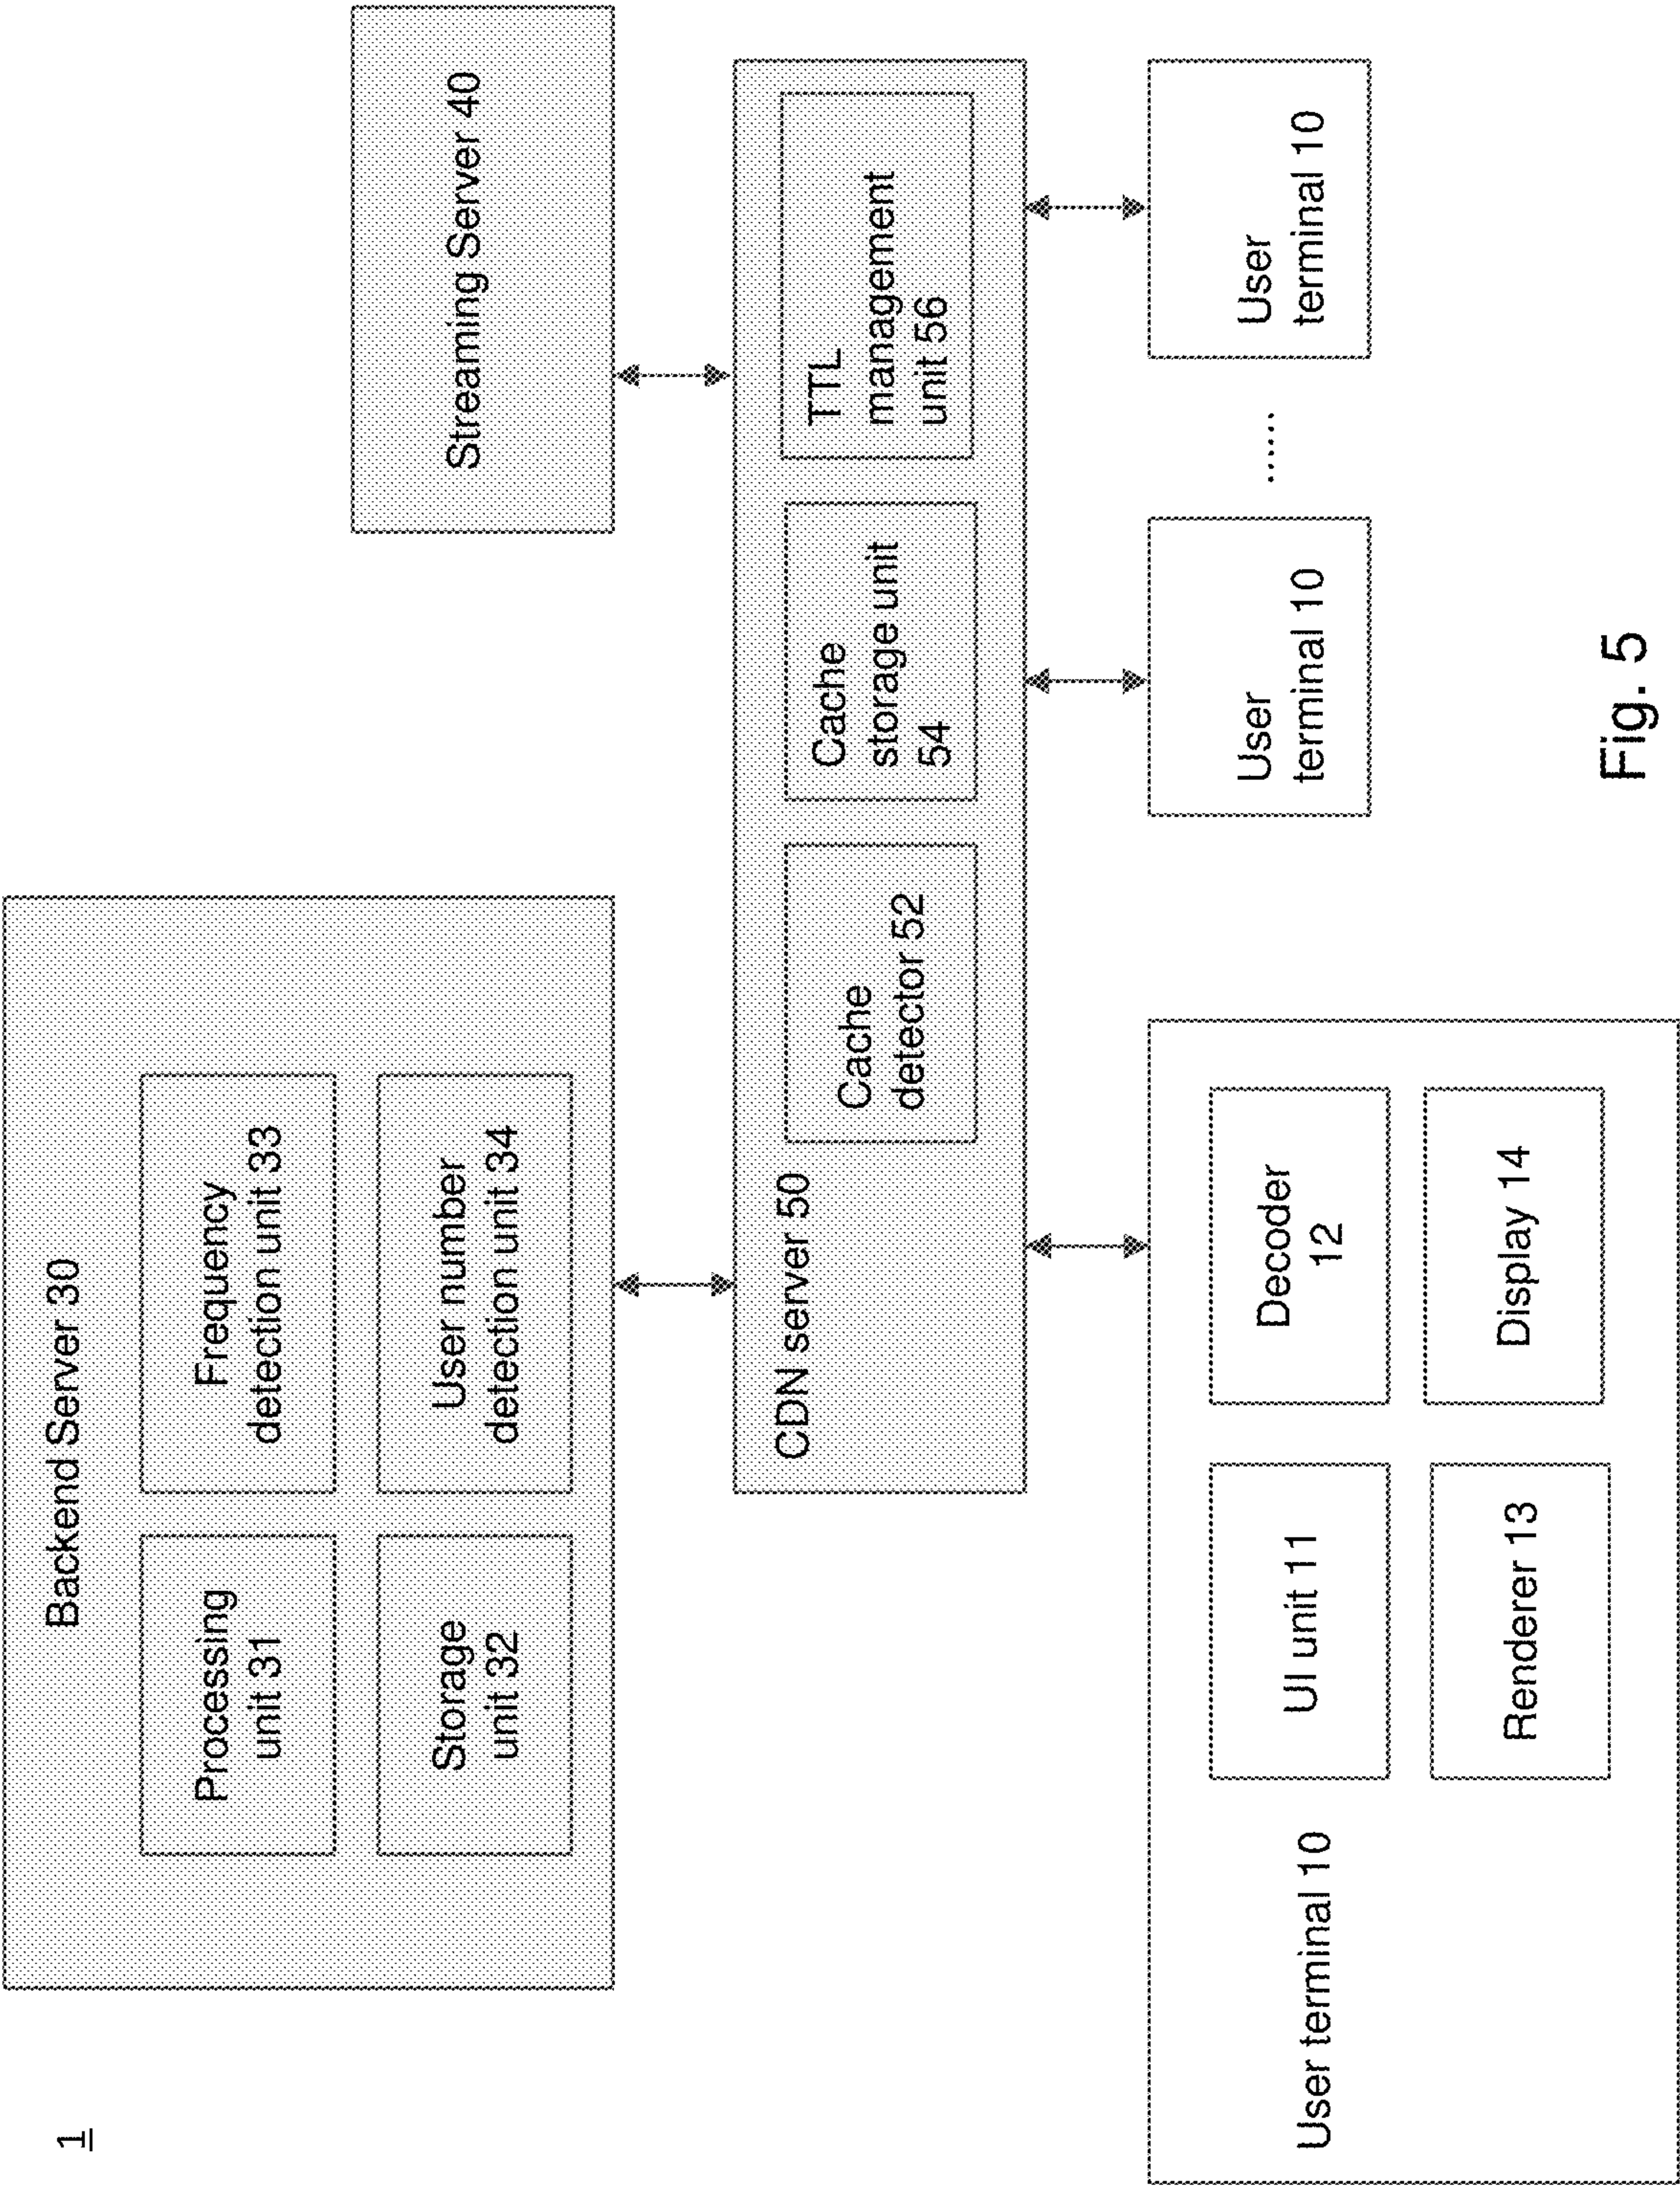 1
Backend Server 30
Processing
unit 31
Frequency
detection unit 33
Storage
unit 32
User number
detection unit 34
Streaming Server 40
CDN server 50
Cache
detector 52
Cache
storage unit
54
TTL
management
unit 56
User terminal 10
UI unit 11
Decoder
12
Renderer 13
Display 14
User
terminal 10
......
User
terminal 10
Fig. 5